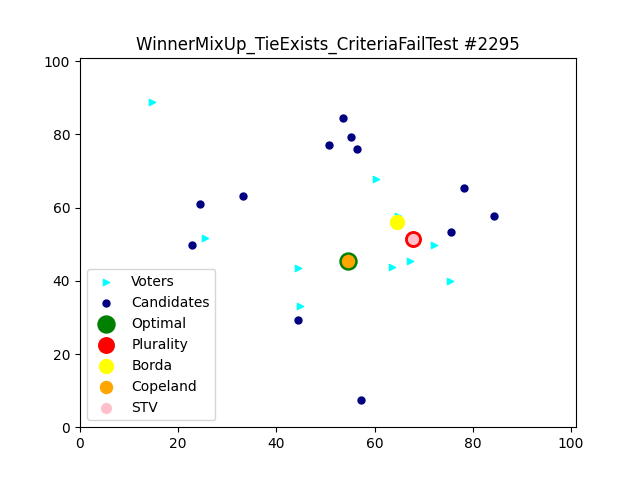 WinnerMixUp_TieExists_CriteriaFailTest #2295
100
80
60
40
20
0
Voters
Candidates
Optimal
Plurality
Borda
Copeland
STV
0 20 40 60 80 100